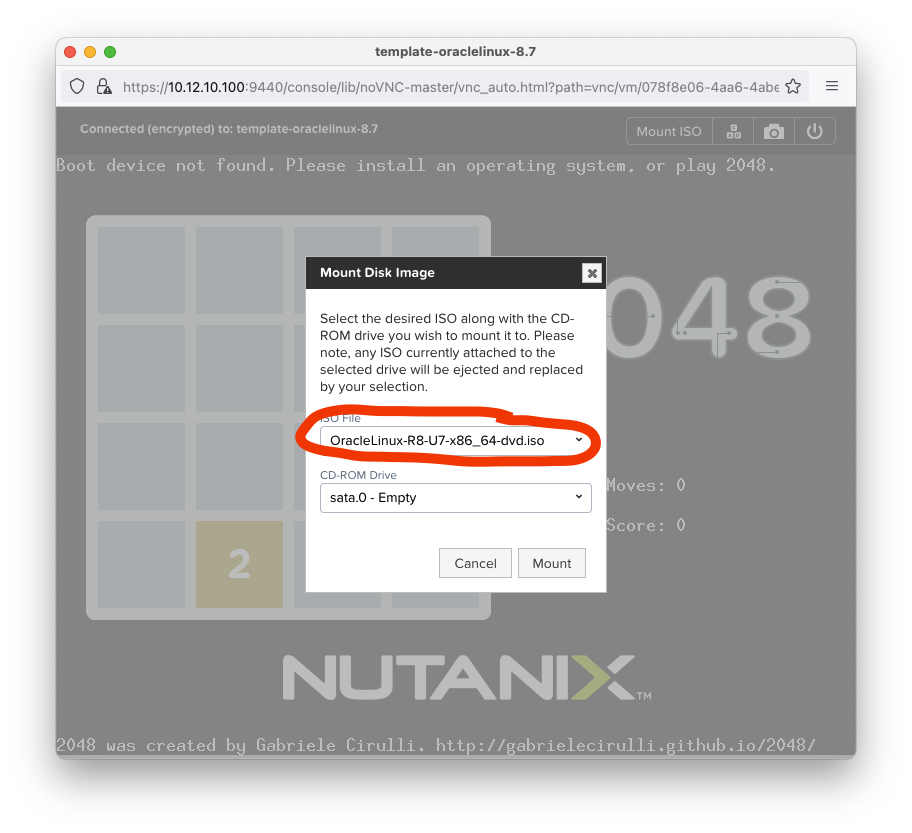 template-oraclelinux-8.7
https://10.12.10.100:9440/console/lib/noVNC-master/vnc_auto.html?path=vnc/vm/078f8e06-4aa6-4abe
Connected (encrypted) to: template-oraclelinux-8.7
Mount ISO
Boot device not found. Please install an operating system, or play 2048.
Mount Disk Image
Select the desired ISO along with the CD-
ROM drive you wish to mount it to. Please
note, any ISO currently attached to the
selected drive will be ejected and replaced
by your selection.
048
ISO File
OracleLinux-R8-U7-x86_64-dvd.iso
CD-ROM Drive
sata.0 - Empty
Moves: 0
Score: 0
2
Cancel
Mount
NUTANIX™
2048 was created by Gabriele Cirulli. http://gabrielecirulli.github.io/2048/